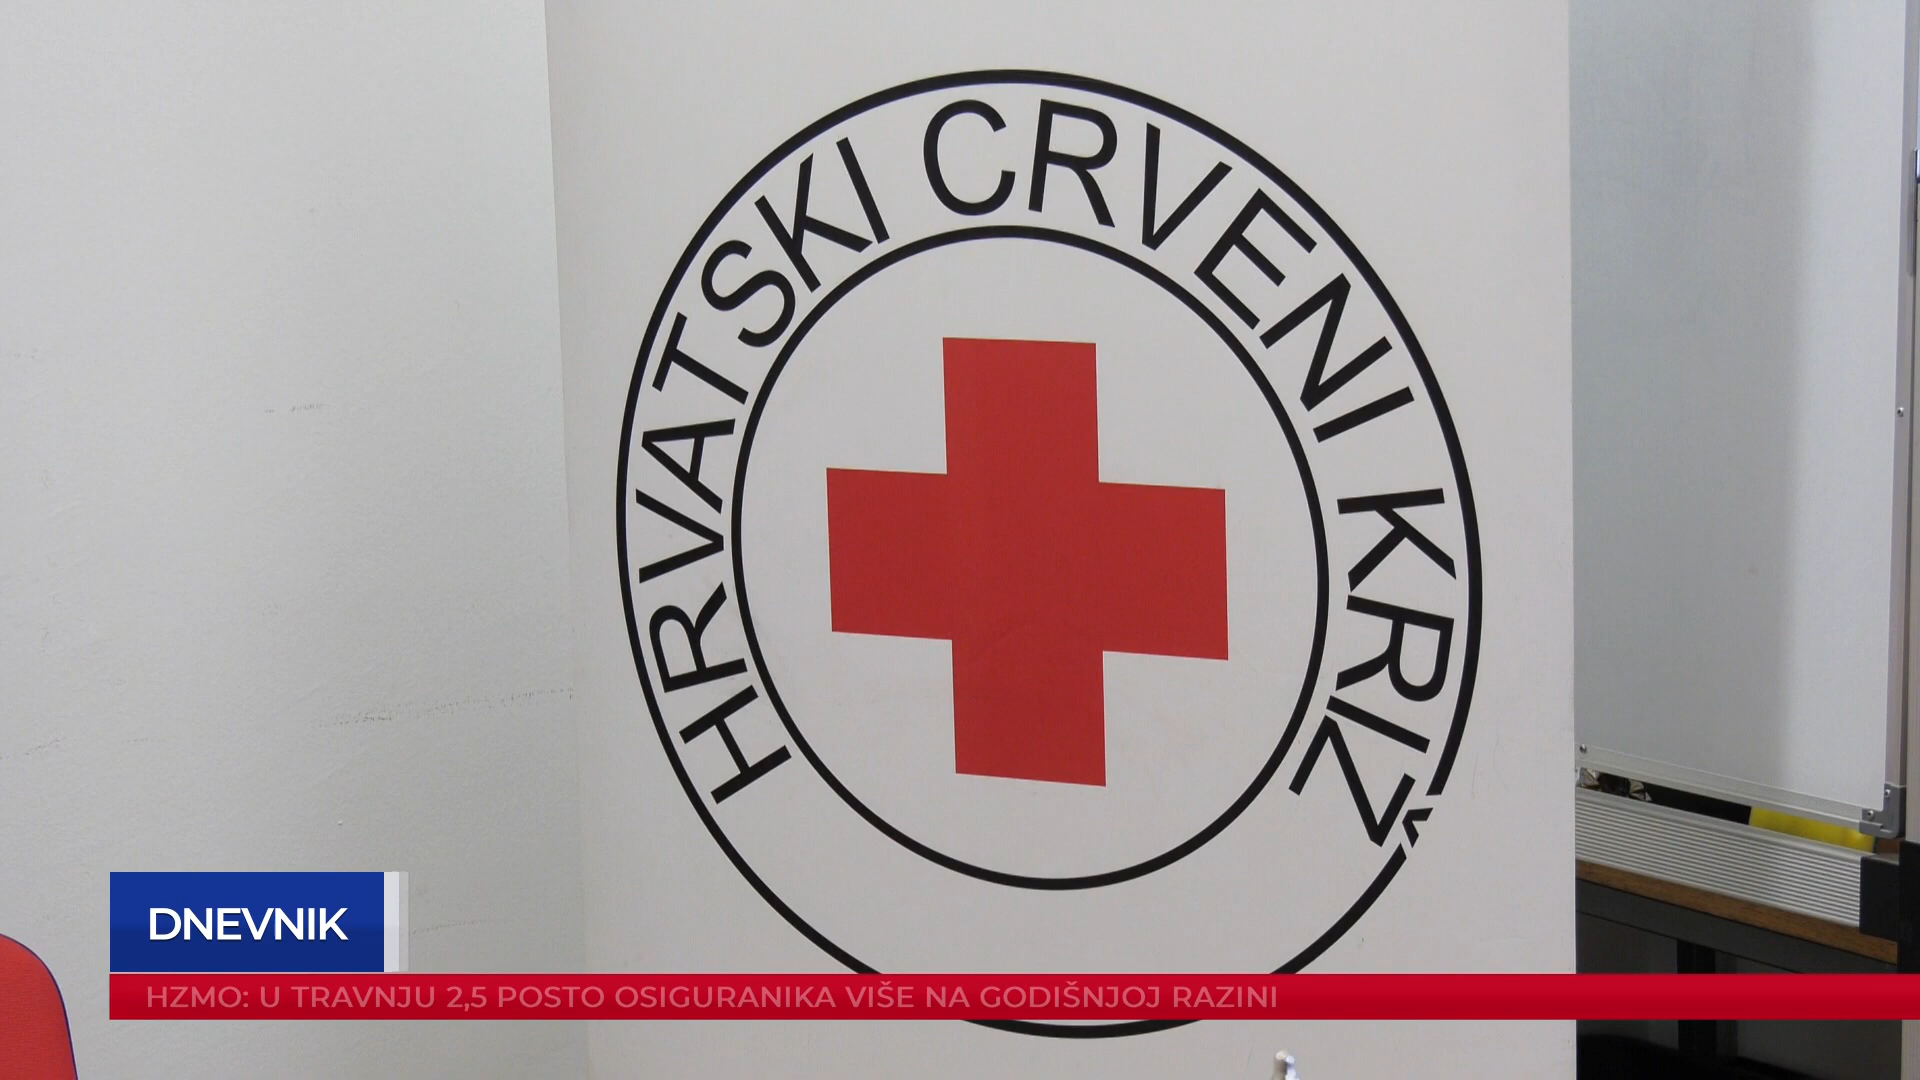 HRVATSKI CRVENI KRIŽ
DNEVNIK
HZMO: U TRAVNJU 2,5 POSTO OSIGURANIKA VIŠE NA GODIŠNJOJ RAZINI